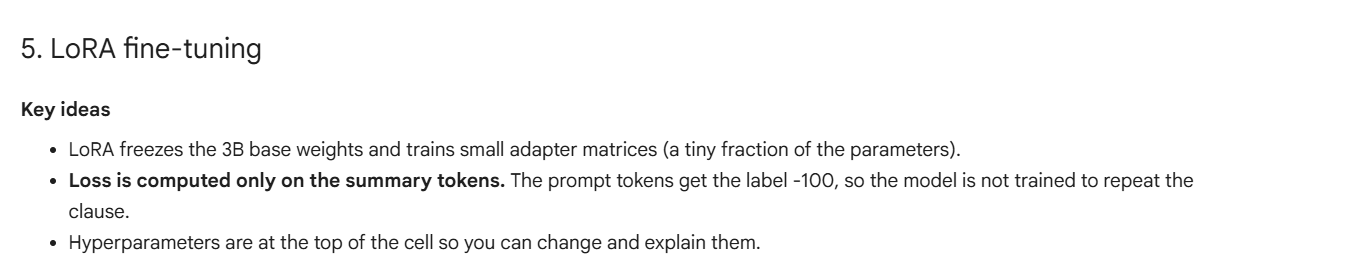 5. LoRA fine-tuning
Key ideas
• LoRA freezes the 3B base weights and trains small adapter matrices (a tiny fraction of the parameters).
• Loss is computed only on the summary tokens. The prompt tokens get the label -100, so the model is not trained to repeat the
clause.
• Hyperparameters are at the top of the cell so you can change and explain them.